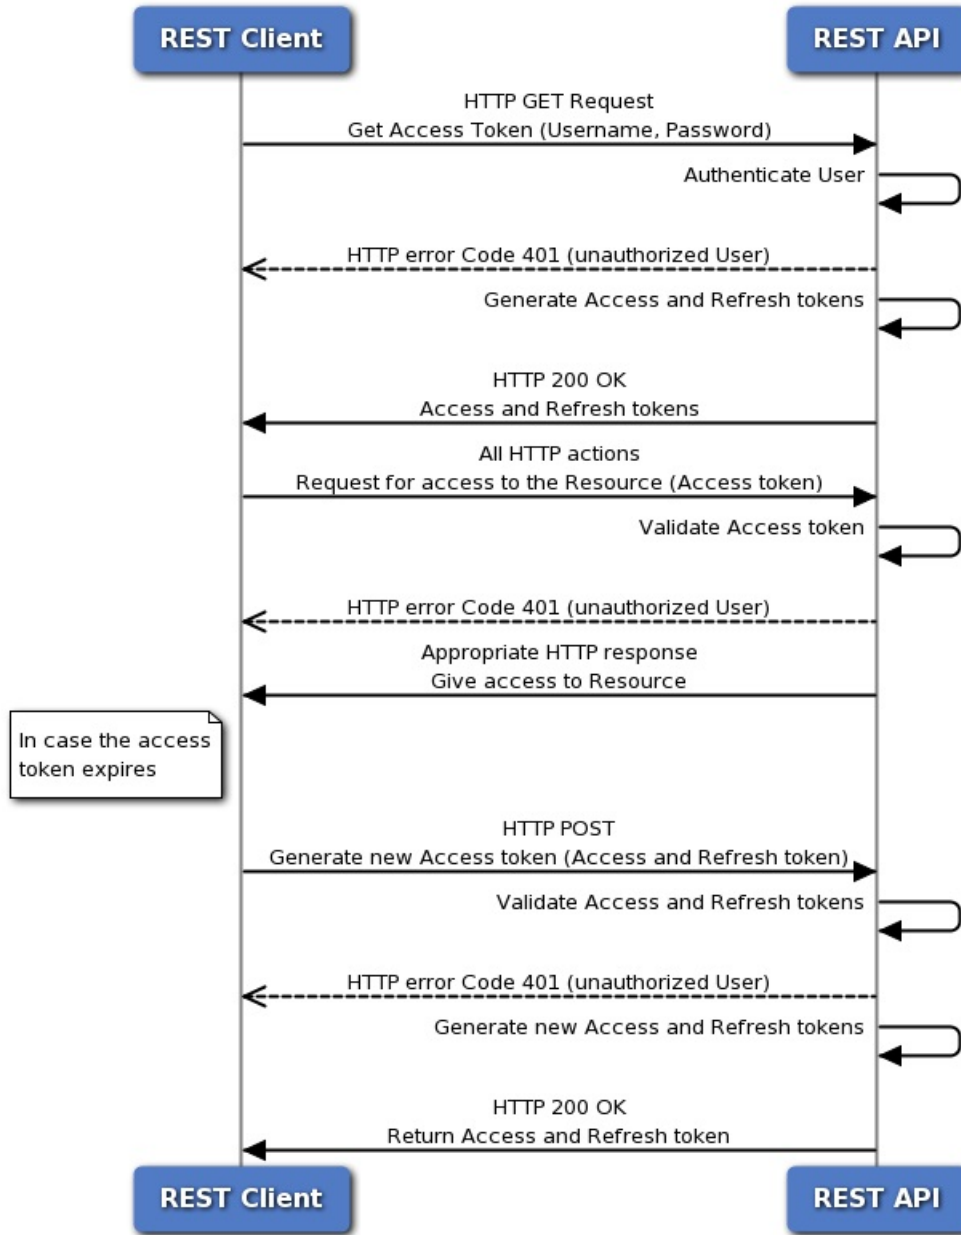 REST Client
REST API
HTTP GET Request
Get Access Token (Username, Password)
Authenticate User
HTTP error Code 401 (unauthorized User)
Generate Access and Refresh tokens
HTTP 200 OK
Access and Refresh tokens
All HTTP actions
Request for access to the Resource (Access token)
Validate Access token
HTTP error Code 401 (unauthorized User)
Appropriate HTTP response
Give access to Resource
In case the access
token expires
HTTP POST
Generate new Access token (Access and Refresh token)
Validate Access and Refresh tokens
HTTP error Code 401 (unauthorized User)
Generate new Access and Refresh tokens
HTTP 200 OK
Return Access and Refresh token
REST Client
REST API